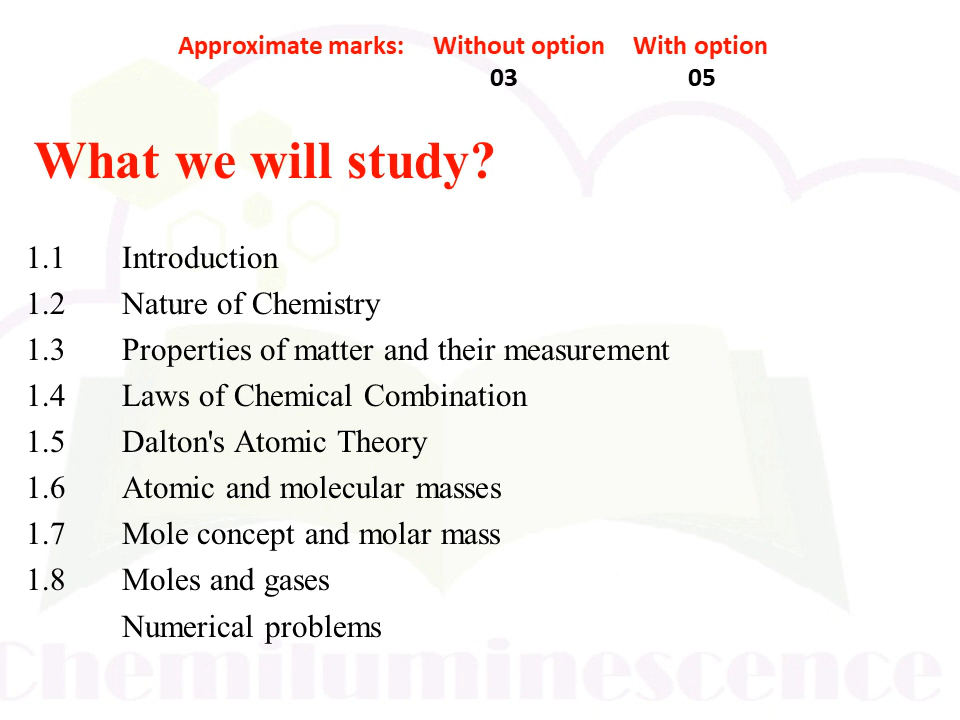 Approximate marks: Without option With option
03 05
What we will study?
1.1 Introduction
1.2 Nature of Chemistry
1.3 Properties of matter and their measurement
1.4 Laws of Chemical Combination
1.5 Dalton's Atomic Theory
1.6 Atomic and molecular masses
1.7 Mole concept and molar mass
1.8 Moles and gases
Numerical problems
Chemiluminescence